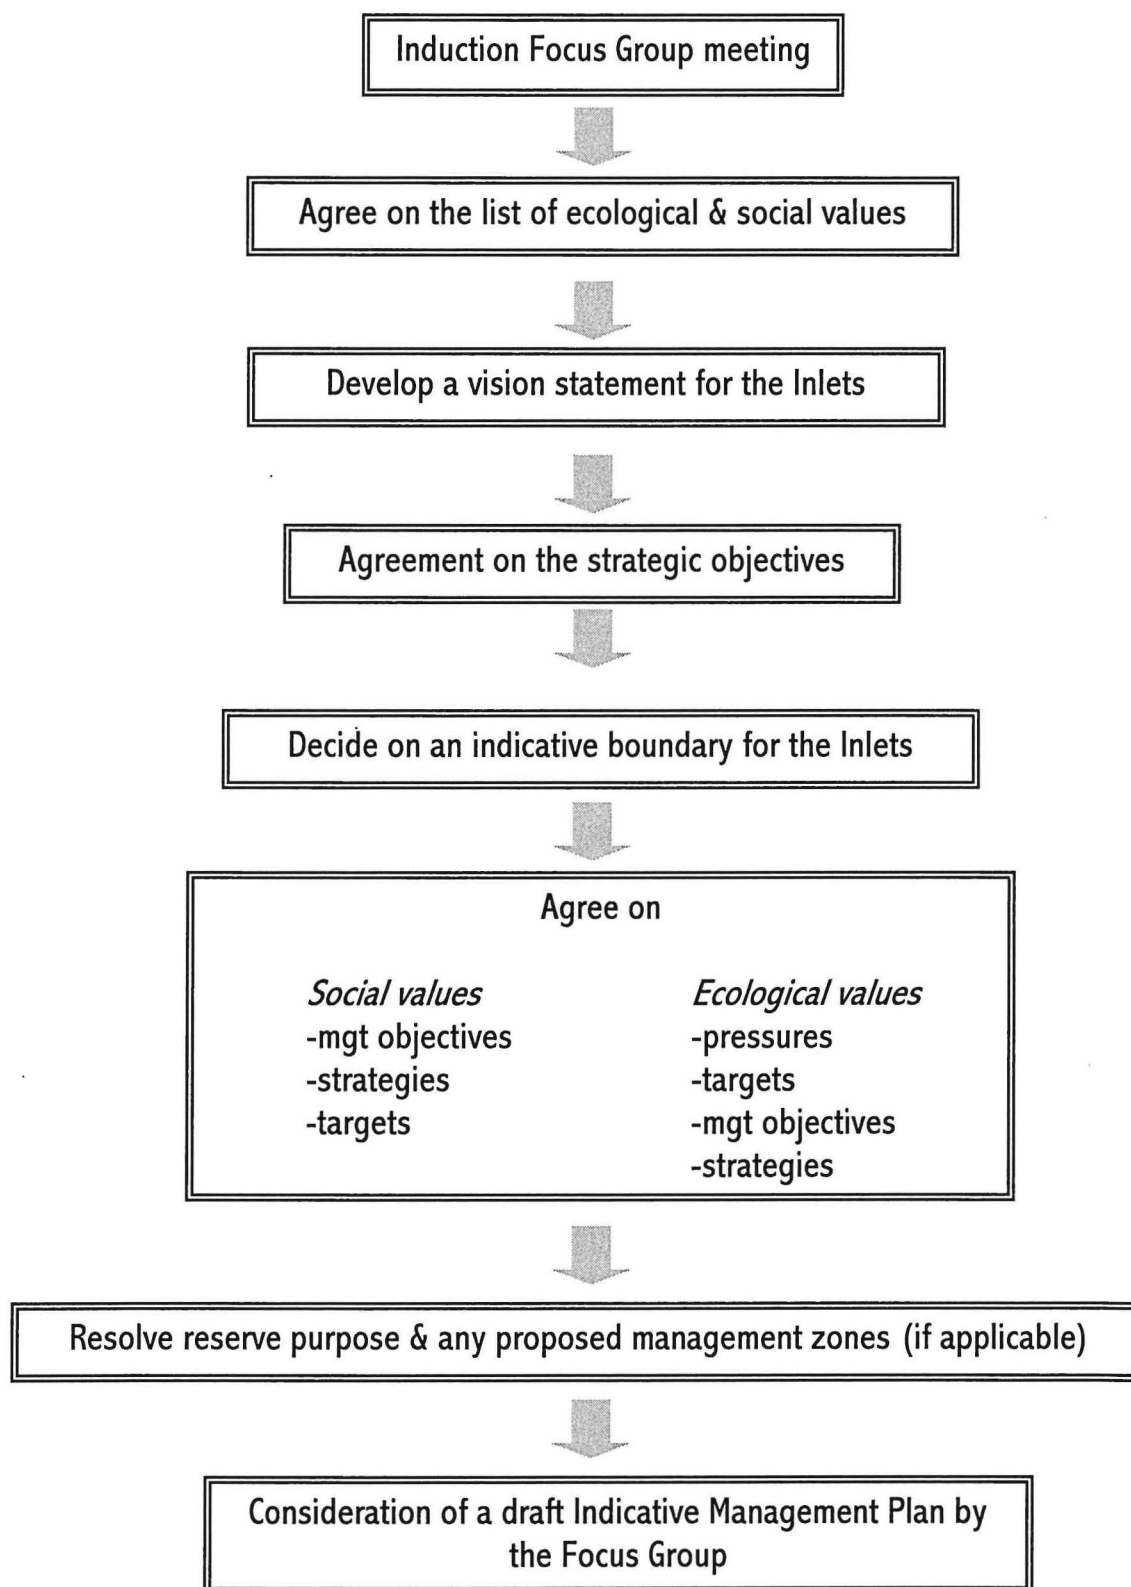 Induction Focus Group meeting
Agree on the list of ecological & social values
Develop a vision statement for the Inlets
Agreement on the strategic objectives
Decide on an indicative boundary for the Inlets
Agree on
Social values
-mgt objectives
-strategies
-targets
Ecological values
-pressures
-targets
-mgt objectives
-strategies
Resolve reserve purpose & any proposed management zones (if applicable)
Consideration of a draft Indicative Management Plan by
the Focus Group